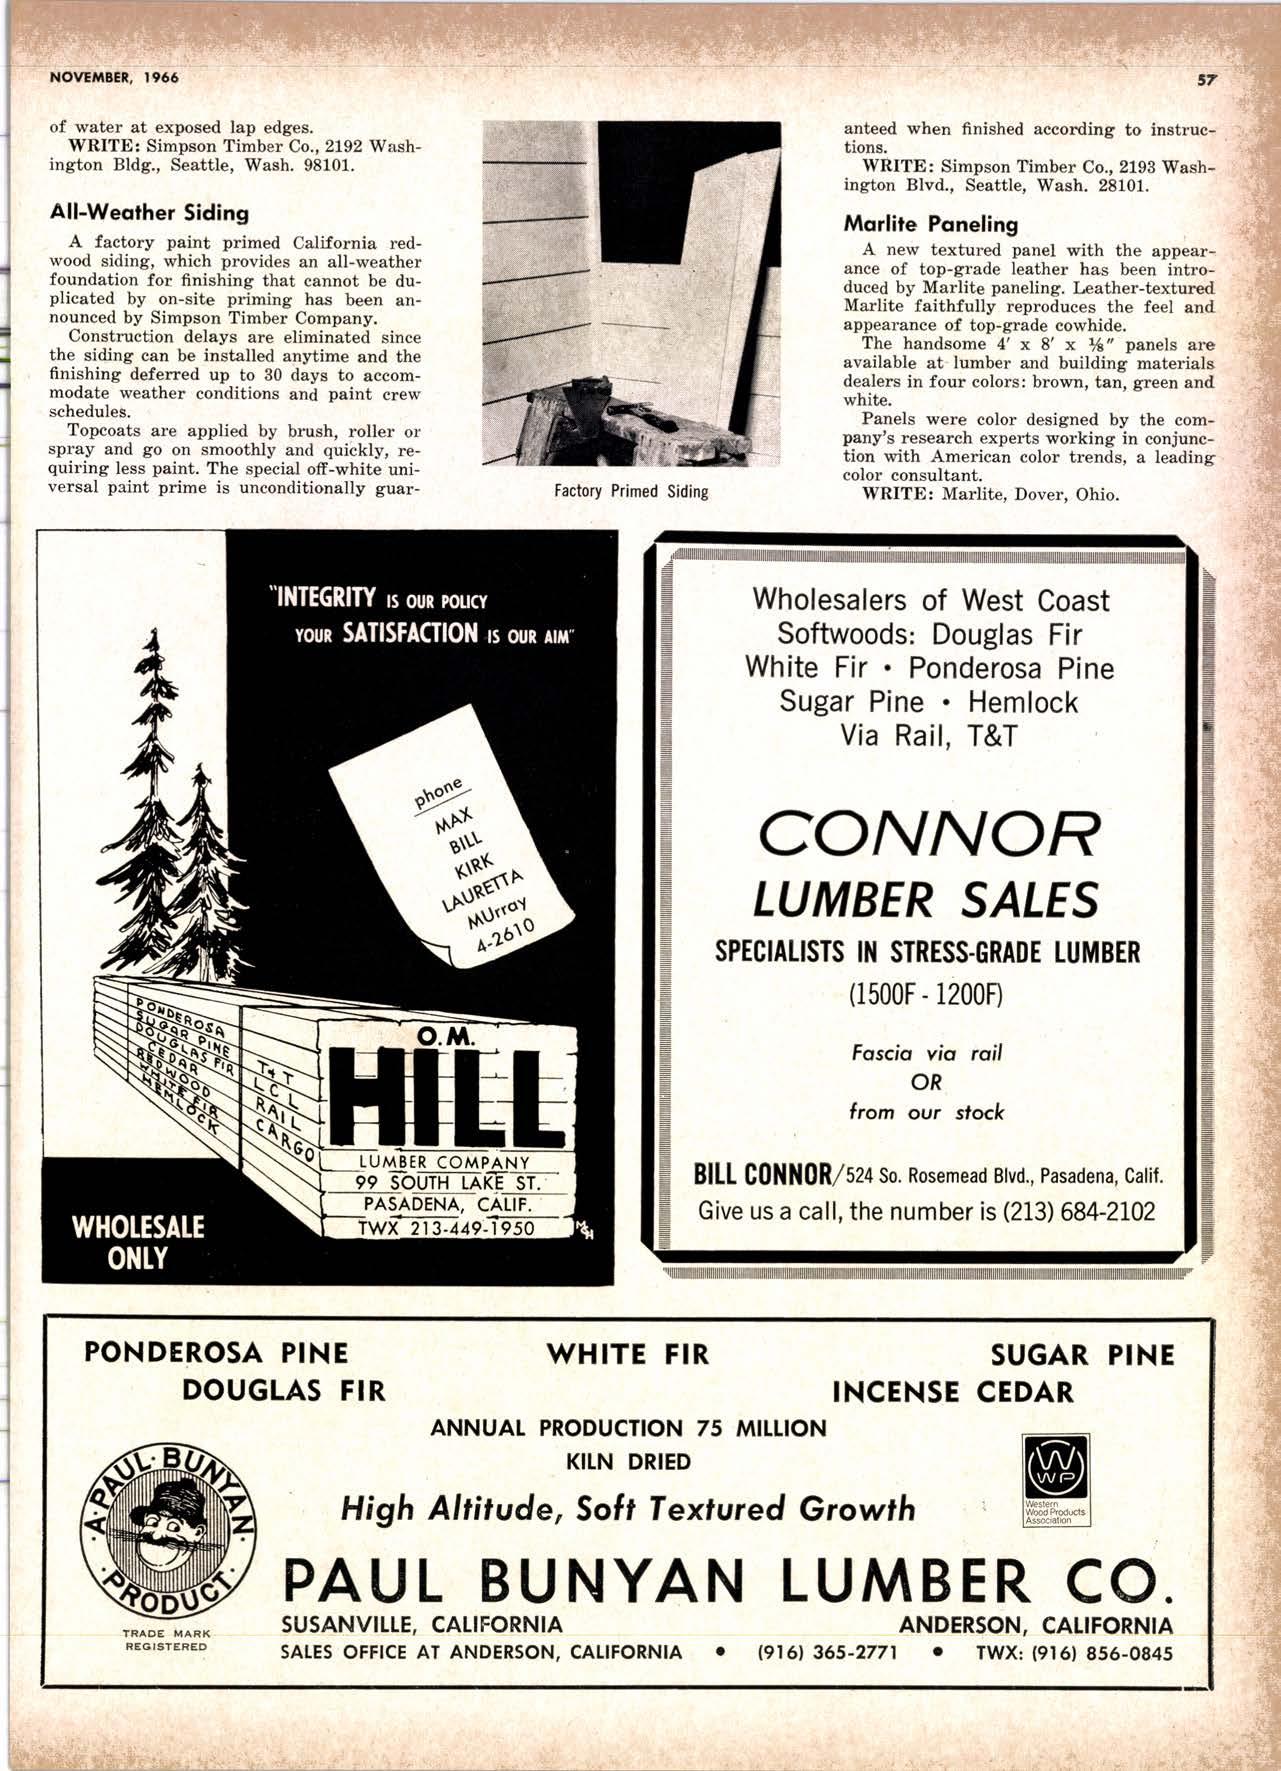 NOVEMBER, 1966
57
of water at exposed lap edges.
WRITE: Simpson Timber Co., 2192 Wash-
ington Bldg., Seattle, Wash. 98101.
All-Weather Siding
A factory paint primed California red-
wood siding, which provides an all-weather
foundation for finishing that cannot be du-
plicated by on-site priming has been an-
nounced by Simpson Timber Company.
Construction delays are eliminated since
the siding can be installed anytime and the
finishing deferred up to 30 days to accom-
modate weather conditions and paint crew
schedules.
Topcoats are applied by brush, roller or
spray and go on smoothly and quickly, re-
quiring less paint. The special off-white uni-
versal paint prime is unconditionally guar-
Factory Primed Siding
anteed when finished according to instruc-
tions.
WRITE: Simpson Timber Co., 2193 Wash-
ington Blvd., Seattle, Wash. 28101.
Marlite Paneling
A new textured panel with the appear-
ance of top-grade leather has been intro-
duced by Marlite paneling. Leather-textured
Marlite faithfully reproduces the feel and
appearance of top-grade cowhide.
The handsome 4' x 8' x ⅛" panels are
available at lumber and building materials
dealers in four colors: brown, tan, green and
white.
Panels were color designed by the com-
pany's research experts working in conjunc-
tion with American color trends, a leading
color consultant.
WRITE: Marlite, Dover, Ohio.
"INTEGRITY IS OUR POLICY
YOUR SATISFACTION IS OUR AIM"
phone
MAX
BILL
KIRK
LAURETTA
MUrray
4-2610
PONDEROSA
SUGAR PINE
DOUGLAS FIR
CEDAR
REDWOOD
WHITE FIR
HEMLOCK
T&T
LCL
RAIL
CARGO
O.M.
HILL
LUMBER COMPANY
99 SOUTH LAKE ST.
PASADENA, CALIF.
TWX 213-449-1950
WHOLESALE
ONLY
Wholesalers of West Coast
Softwoods: Douglas Fir
White Fir • Ponderosa Pine
Sugar Pine • Hemlock
Via Rail, T&T
CONNOR
LUMBER SALES
SPECIALISTS IN STRESS-GRADE LUMBER
(1500F - 1200F)
Fascia via rail
OR
from our stock
BILL CONNOR/524 So. Rosemead Blvd., Pasadena, Calif.
Give us a call, the number is (213) 684-2102
PONDEROSA PINE WHITE FIR SUGAR PINE
DOUGLAS FIR INCENSE CEDAR
ANNUAL PRODUCTION 75 MILLION
KILN DRIED
High Altitude, Soft Textured Growth
A • PAUL • BUNYAN •
• PRODUCT •
TRADE MARK
REGISTERED
WWP
Western
Wood Products
Association
PAUL BUNYAN LUMBER CO.
SUSANVILLE, CALIFORNIA ANDERSON, CALIFORNIA
SALES OFFICE AT ANDERSON, CALIFORNIA • (916) 365-2771 • TWX: (916) 856-0845